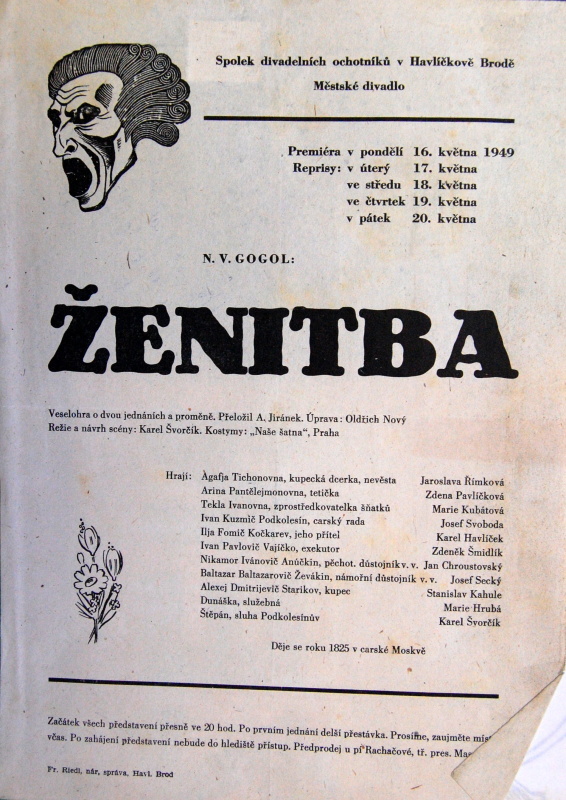 Spolek divadelních ochotníků v Havlíčkově Brodě
Městské divadlo
Premiéra v pondělí 16. května 1949
Reprisy: v úterý 17. května
ve středu 18. května
ve čtvrtek 19. května
v pátek 20. května
N. V. GOGOL:
ŽENITBA
Veselohra o dvou jednáních a proměně. Přeložil A. Jiránek. Úprava: Oldřich Nový
Režie a návrh scény: Karel Švorčík. Kostymy: „Naše šatna“, Praha
Hrají: Agafja Tichonovna, kupecká dcerka, nevěsta Jaroslava Římková
Arina Pantělejmonovna, tetička Zdena Pavlíčková
Tekla Ivanovna, zprostředkovatelka šňatků Marie Kubátová
Ivan Kuzmič Podkolesín, carský rada Josef Svoboda
Ilja Fomič Kočkarev, jeho přítel Karel Havlíček
Ivan Pavlovič Vajíčko, exekutor Zdeněk Šmidlík
Nikamor Ivánovič Anůčkin, pěchot. důstojník v. v. Jan Chroustovský
Baltazar Baltazarovič Ževákin, námořní důstojník v. v. Josef Secký
Alexej Dmitrijevič Starikov, kupec Stanislav Kahule
Dunáška, služebná Marie Hrubá
Štěpán, sluha Podkolesinův Karel Švorčík
Děje se roku 1825 v carské Moskvě
Začátek všech představení přesně ve 20 hod. Po prvním jednání delší přestávka. Prosíme, zaujměte míst
včas. Po zahájení představení nebude do hlediště přístup. Předprodej u pí Rachačové, tř. pres. Mas
Fr. Riedl, nár. správa, Havl. Brod